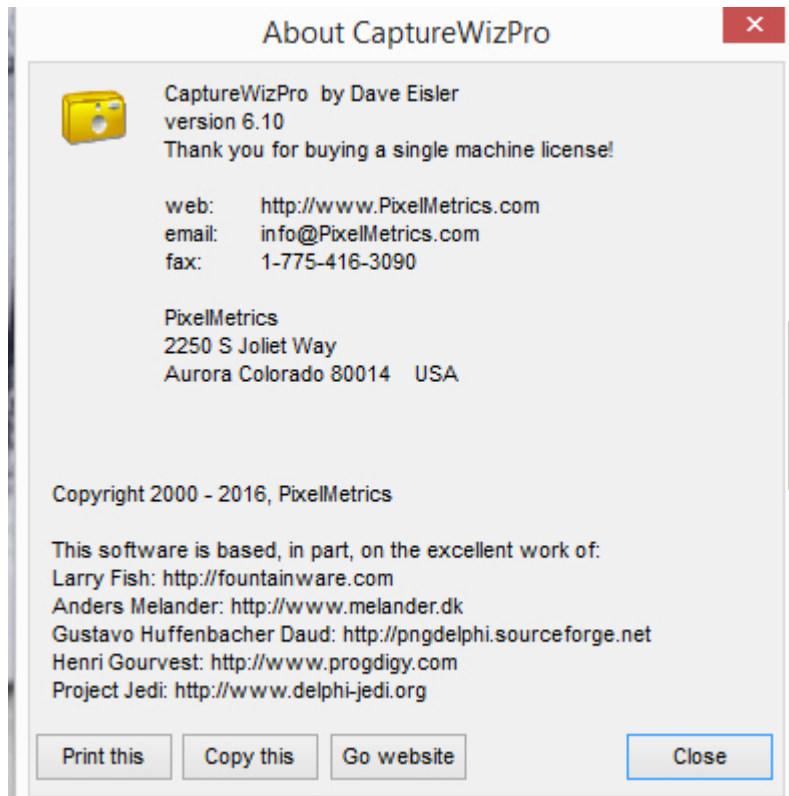 About CaptureWizPro
CaptureWizPro by Dave Eisler
version 6.10
Thank you for buying a single machine license!
web: http://www.PixelMetrics.com
email: info@PixelMetrics.com
fax: 1-775-416-3090
PixelMetrics
2250 S Joliet Way
Aurora Colorado 80014 USA
Copyright 2000 - 2016, PixelMetrics
This software is based, in part, on the excellent work of:
Larry Fish: http://fountainware.com
Anders Melander: http://www.melander.dk
Gustavo Huffenbacher Daud: http://pngdelphi.sourceforge.net
Henri Gourvest: http://www.progdigy.com
Project Jedi: http://www.delphi-jedi.org
Print this Copy this Go website Close